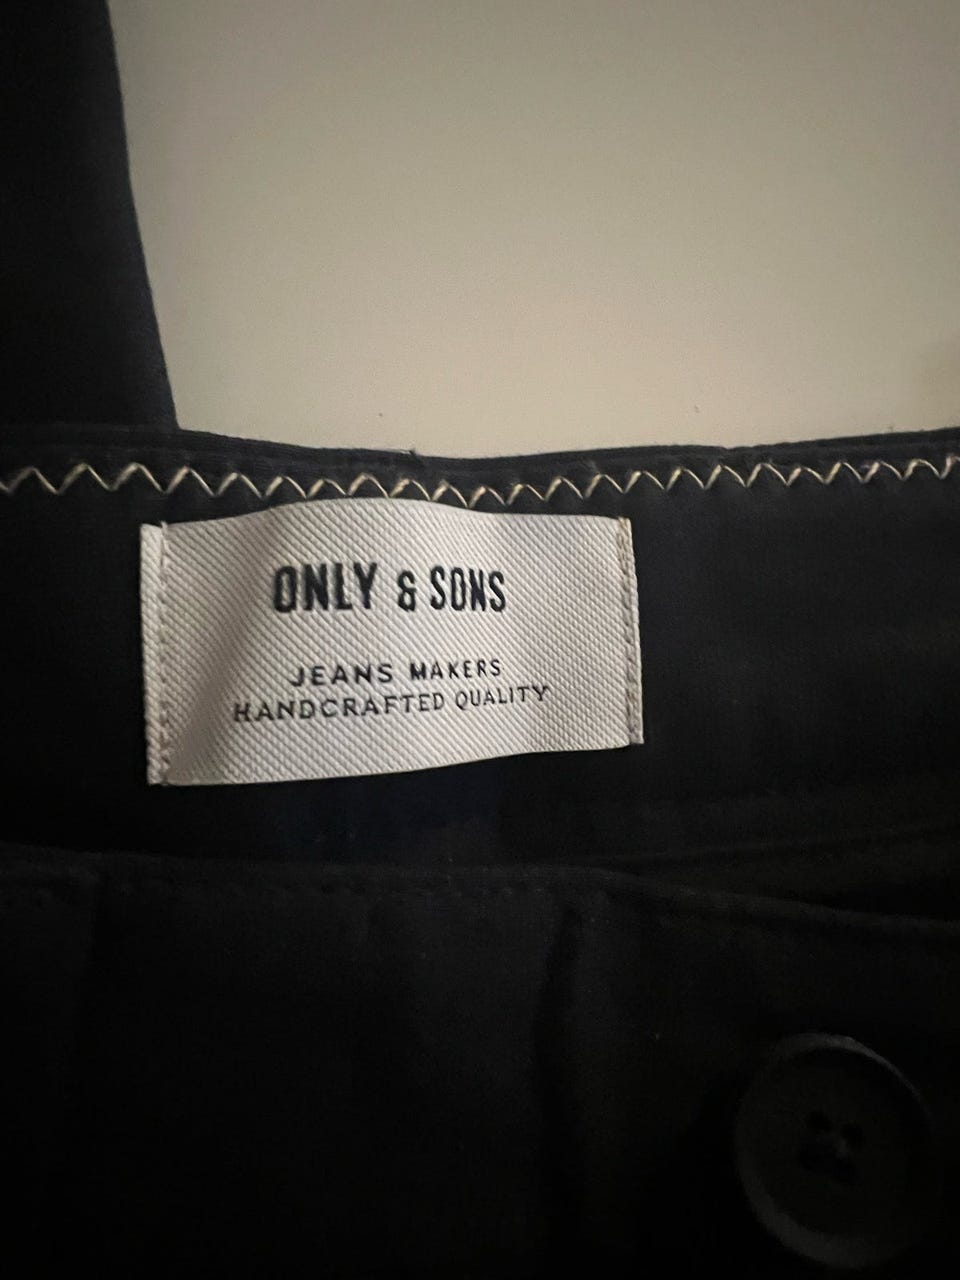 ONLY & SONS
JEANS MAKERS
HANDCRAFTED QUALITY